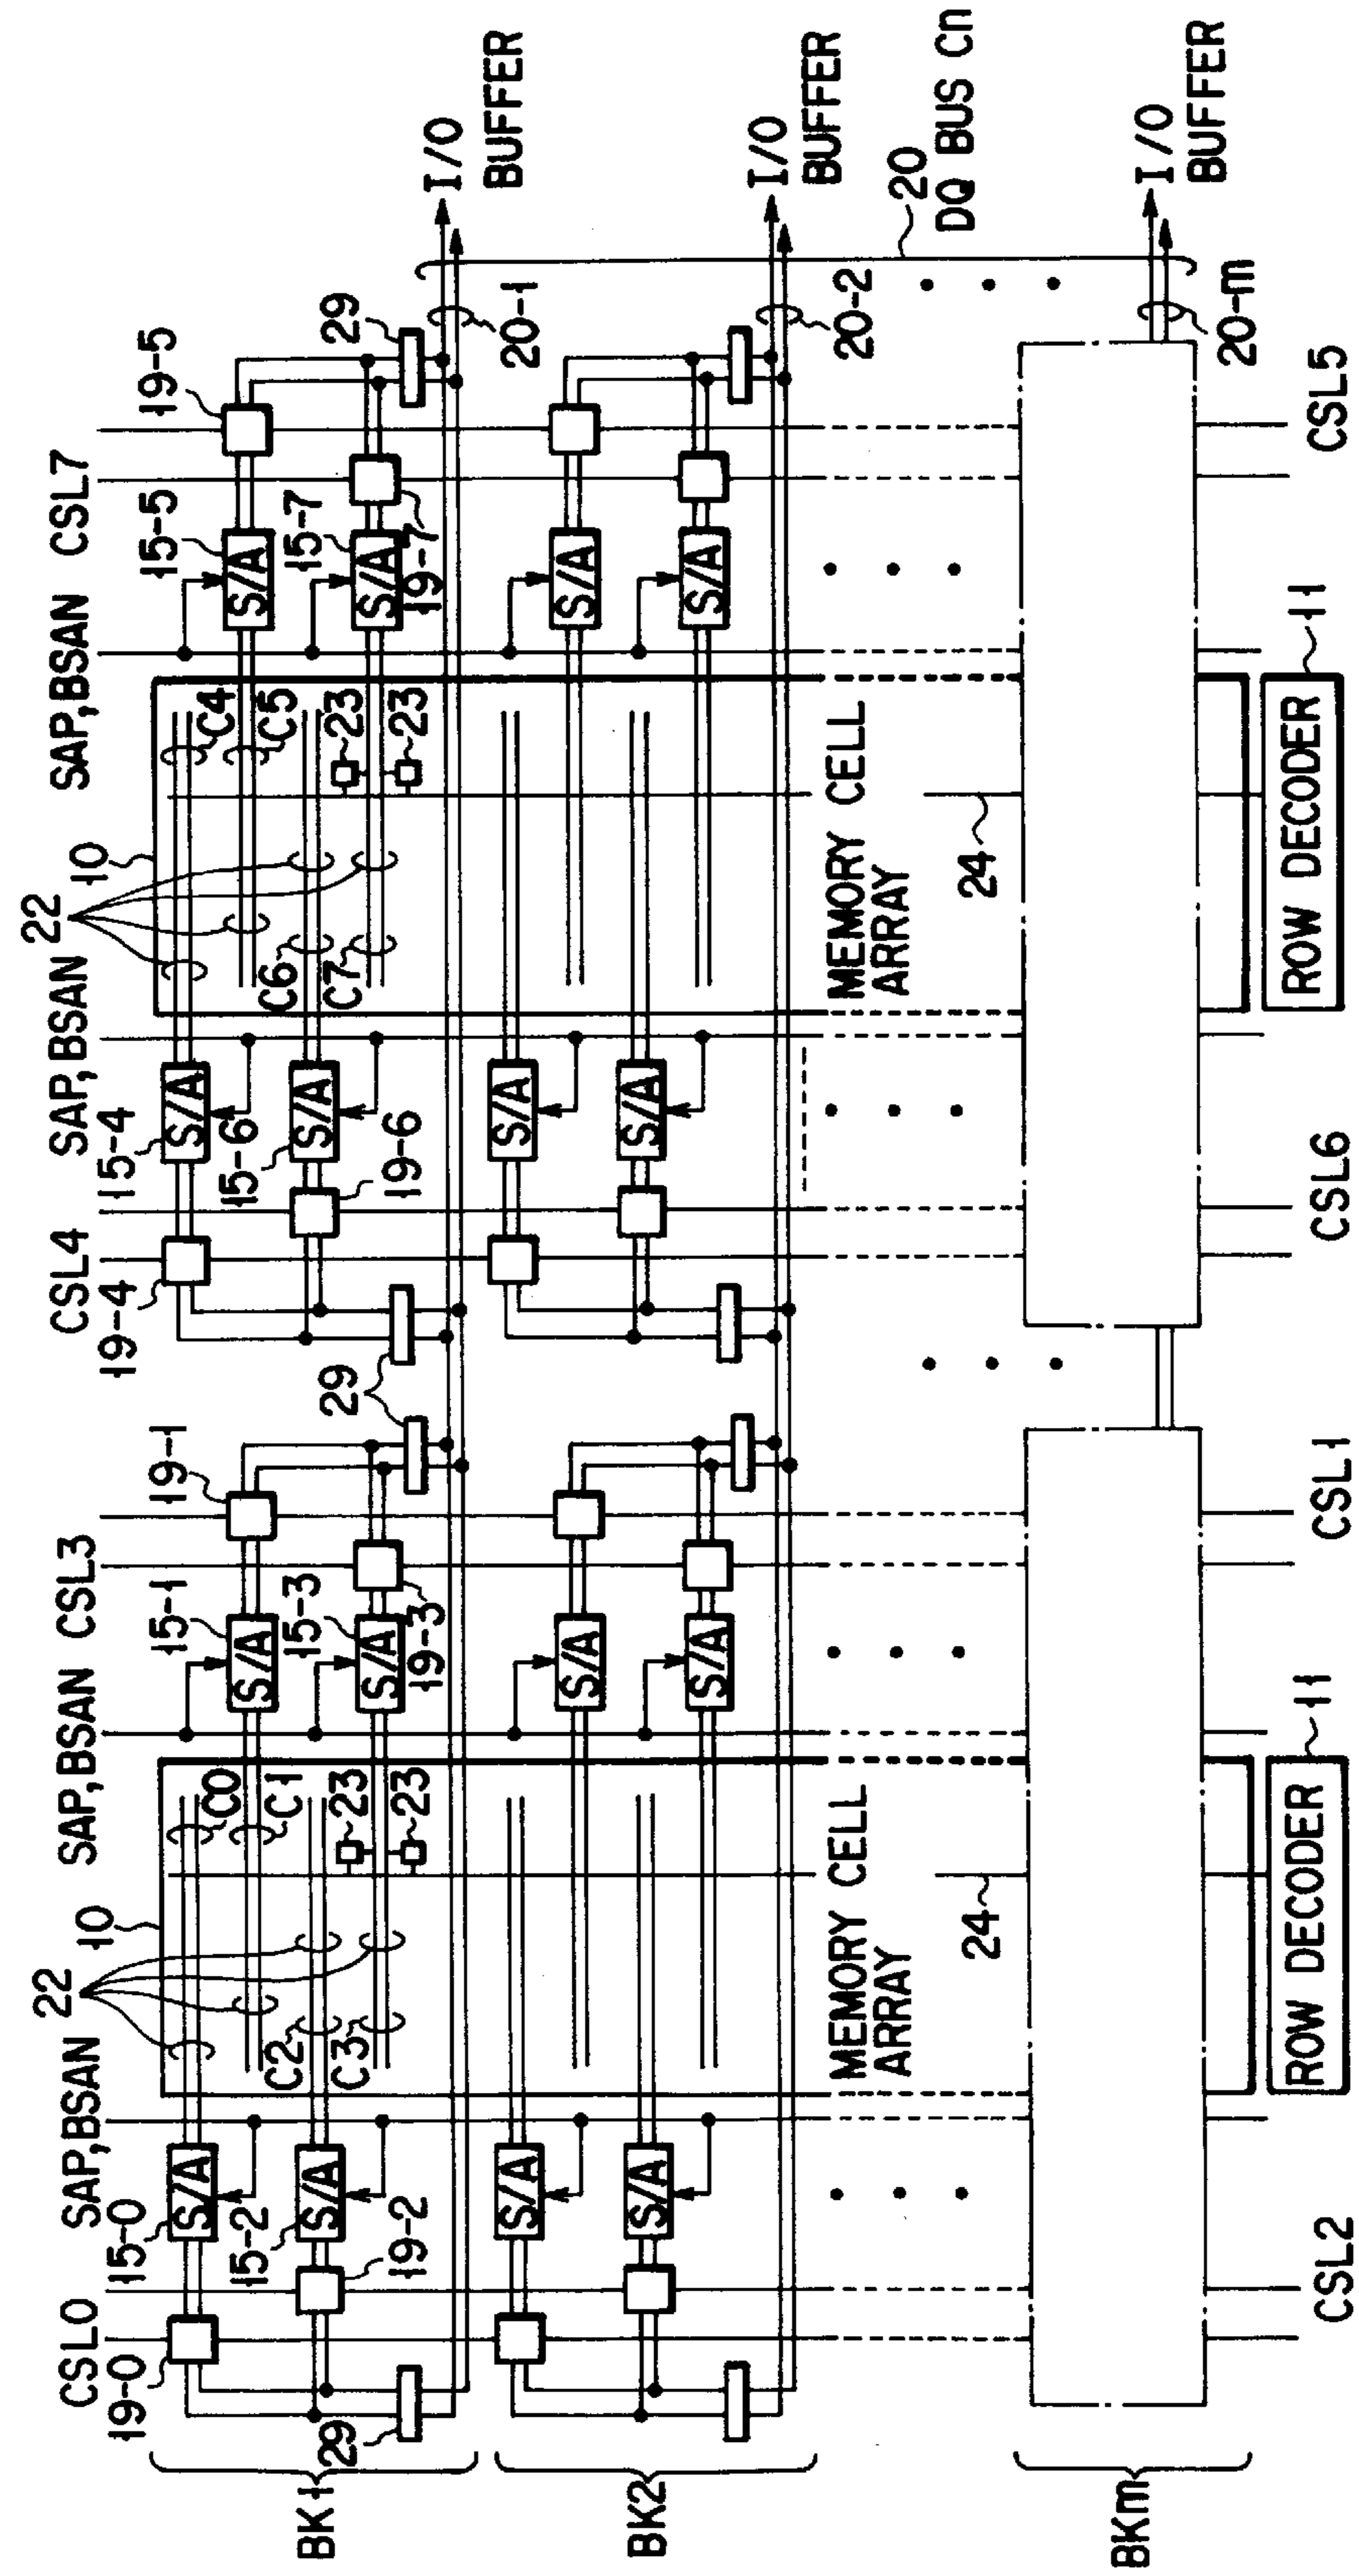 CSL0
SAP,BSAN
22
10
SAP,BSAN CSL3
CSL4
SAP,BSAN
22
10
SAP,BSAN
CSL7
19-0
15-0
15-1
19-1
19-4
15-4
15-5
19-5
C0
C1
C4
C5
15-2
15-3
15-6
15-7
S/A
S/A
S/A
S/A
S/A
S/A
S/A
S/A
BK1
C2
C3
23
23
C6
C7
23
23
29
19-2
19-3
29
19-6
19-7
29
I/O
BUFFER
20-1
BK2
S/A
S/A
S/A
S/A
S/A
S/A
S/A
S/A
I/O
BUFFER
20-2
MEMORY CELL
ARRAY
MEMORY CELL
ARRAY
20
DQ BUS Cn
24
24
BKm
I/O
BUFFER
20-m
ROW DECODER
11
ROW DECODER
11
CSL2
CSL1
CSL6
CSL5